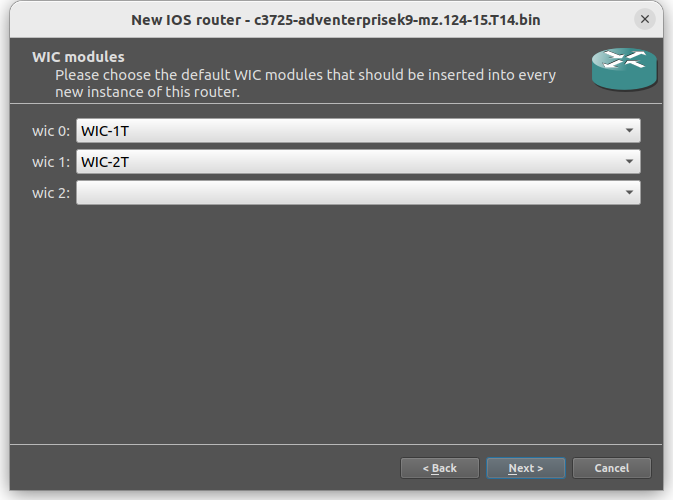 New IOS router - c3725-adventerprisek9-mz.124-15.T14.bin
WIC modules
Please choose the default WIC modules that should be inserted into every
new instance of this router.
wic 0: WIC-1T
wic 1: WIC-2T
wic 2:
< Back Next > Cancel